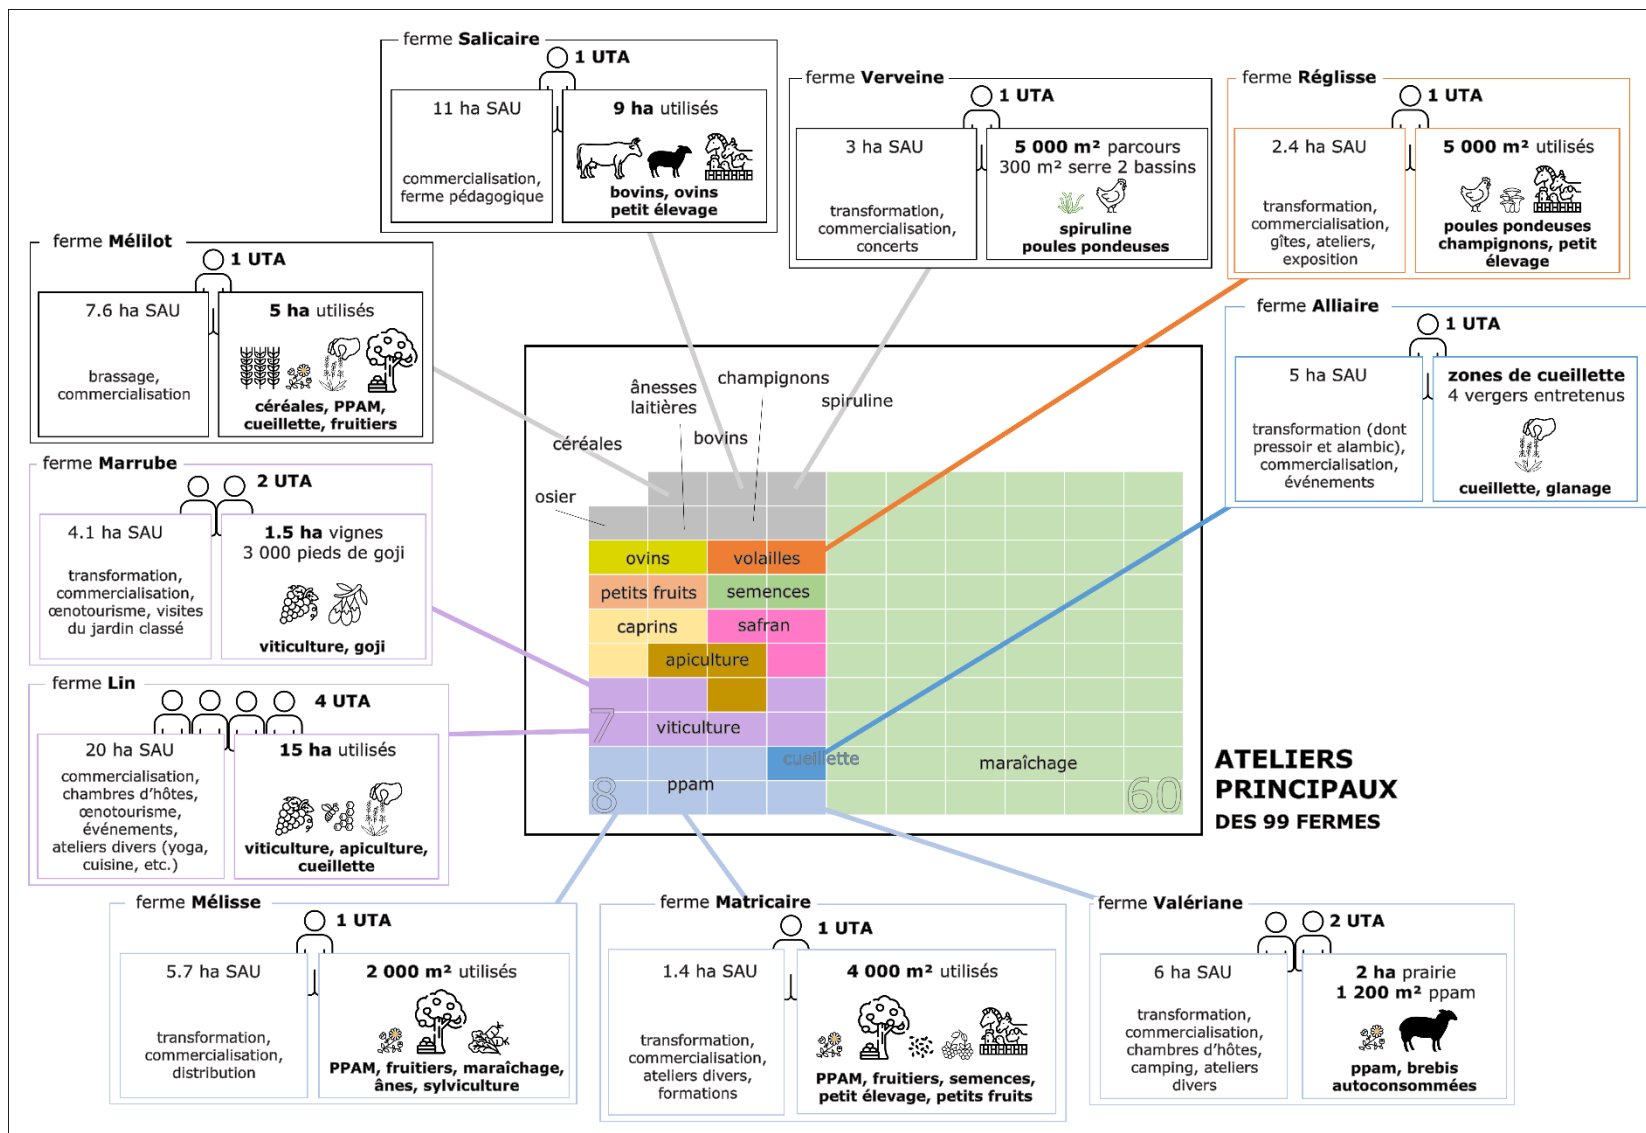 ferme Salicaire
1 UTA
11 ha SAU
commercialisation,
ferme pédagogique
9 ha utilisés
bovins, ovins
petit élevage
ferme Verveine
1 UTA
3 ha SAU
transformation,
commercialisation,
concerts
5 000 m² parcours
300 m² serre 2 bassins
spiruline
poules pondeuses
ferme Réglisse
1 UTA
2.4 ha SAU
transformation,
commercialisation,
gîtes, ateliers,
exposition
5 000 m² utilisés
poules pondeuses
champignons, petit
élevage
ferme Mélilot
1 UTA
7.6 ha SAU
brassage,
commercialisation
5 ha utilisés
céréales, PPAM,
cueillette, fruitiers
ferme Alliaire
1 UTA
5 ha SAU
transformation (dont
pressoir et alambic),
commercialisation,
événements
zones de cueillette
4 vergers entretenus
cueillette, glanage
ferme Marrube
2 UTA
4.1 ha SAU
transformation,
commercialisation,
œnotourisme, visites
du jardin classé
1.5 ha vignes
3 000 pieds de goji
viticulture, goji
ferme Lin
4 UTA
20 ha SAU
commercialisation,
chambres d'hôtes,
œnotourisme,
événements,
ateliers divers (yoga,
cuisine, etc.)
15 ha utilisés
viticulture, apiculture,
cueillette
osier
céréales
ânesses
laitières
bovins
champignons
spiruline
ovins
volailles
petits fruits
semences
caprins
safran
apiculture
7
viticulture
cueillette
8
ppam
maraîchage
60
ATELIERS
PRINCIPAUX
DES 99 FERMES
ferme Mélisse
1 UTA
5.7 ha SAU
transformation,
commercialisation,
distribution
2 000 m² utilisés
PPAM, fruitiers, maraîchage,
ânes, sylviculture
ferme Matricaire
1 UTA
1.4 ha SAU
transformation,
commercialisation,
ateliers divers,
formations
4 000 m² utilisés
PPAM, fruitiers, semences,
petit élevage, petits fruits
ferme Valériane
2 UTA
6 ha SAU
transformation,
commercialisation,
chambres d'hôtes,
camping, ateliers
divers
2 ha prairie
1 200 m² ppam
ppam, brebis
autoconsommées